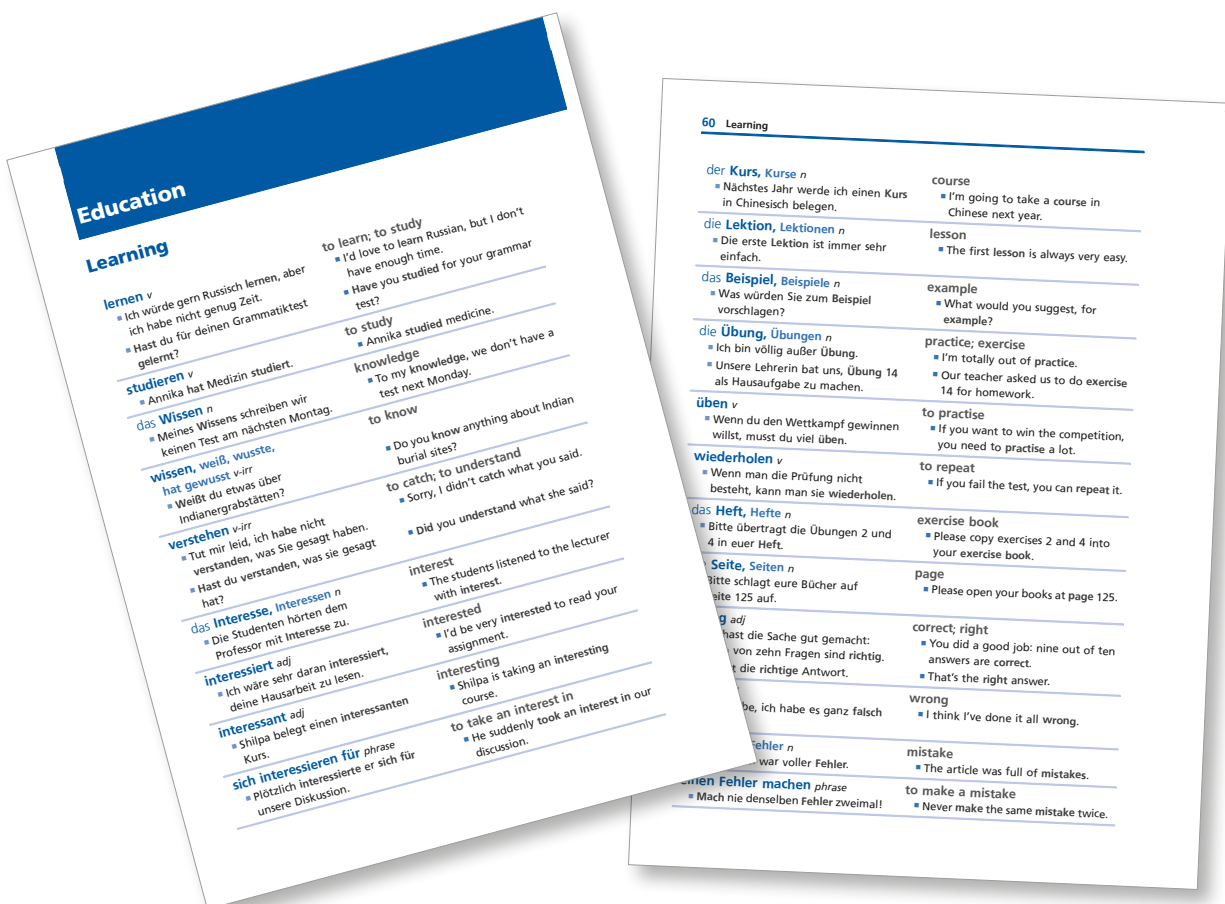 Education
Learning
lernen v
▪ Ich würde gern Russisch lernen, aber
ich habe nicht genug Zeit.
▪ Hast du für deinen Grammatiktest
gelernt?
to learn; to study
▪ I'd love to learn Russian, but I don't
have enough time.
▪ Have you studied for your grammar
test?
studieren v
▪ Annika hat Medizin studiert.
to study
▪ Annika studied medicine.
das Wissen n
▪ Meines Wissens schreiben wir
keinen Test am nächsten Montag.
knowledge
▪ To my knowledge, we don't have a
test next Monday.
wissen, weiß, wusste,
hat gewusst v-irr
▪ Weißt du etwas über
Indianergrabstätten?
to know
▪ Do you know anything about Indian
burial sites?
verstehen v-irr
▪ Tut mir leid, ich habe nicht
verstanden, was Sie gesagt haben.
▪ Hast du verstanden, was sie gesagt
hat?
to catch; to understand
▪ Sorry, I didn't catch what you said.
▪ Did you understand what she said?
das Interesse, Interessen n
▪ Die Studenten hörten dem
Professor mit Interesse zu.
interest
▪ The students listened to the lecturer
with interest.
interessiert adj
▪ Ich wäre sehr daran interessiert,
deine Hausarbeit zu lesen.
interested
▪ I'd be very interested to read your
assignment.
interessant adj
▪ Shilpa belegt einen interessanten
Kurs.
interesting
▪ Shilpa is taking an interesting
course.
sich interessieren für phrase
▪ Plötzlich interessierte er sich für
unsere Diskussion.
to take an interest in
▪ He suddenly took an interest in our
discussion.
60 Learning
der Kurs, Kurse n
▪ Nächstes Jahr werde ich einen Kurs
in Chinesisch belegen.
course
▪ I'm going to take a course in
Chinese next year.
die Lektion, Lektionen n
▪ Die erste Lektion ist immer sehr
einfach.
lesson
▪ The first lesson is always very easy.
das Beispiel, Beispiele n
▪ Was würden Sie zum Beispiel
vorschlagen?
example
▪ What would you suggest, for
example?
die Übung, Übungen n
▪ Ich bin völlig außer Übung.
▪ Unsere Lehrerin bat uns, Übung 14
als Hausaufgabe zu machen.
practice; exercise
▪ I'm totally out of practice.
▪ Our teacher asked us to do exercise
14 for homework.
üben v
▪ Wenn du den Wettkampf gewinnen
willst, musst du viel üben.
to practise
▪ If you want to win the competition,
you need to practise a lot.
wiederholen v
▪ Wenn man die Prüfung nicht
besteht, kann man sie wiederholen.
to repeat
▪ If you fail the test, you can repeat it.
das Heft, Hefte n
▪ Bitte übertragt die Übungen 2 und
4 in euer Heft.
exercise book
▪ Please copy exercises 2 and 4 into
your exercise book.
Seite, Seiten n
Bitte schlagt eure Bücher auf
125 auf.
page
▪ Please open your books at page 125.
adj
hast die Sache gut gemacht:
von zehn Fragen sind richtig.
die richtige Antwort.
correct; right
▪ You did a good job: nine out of ten
answers are correct.
▪ That's the right answer.
ich habe es ganz falsch
wrong
▪ I think I've done it all wrong.
Fehler n
war voller Fehler.
mistake
▪ The article was full of mistakes.
Fehler machen phrase
▪ Mach nie denselben Fehler zweimal!
to make a mistake
▪ Never make the same mistake twice.